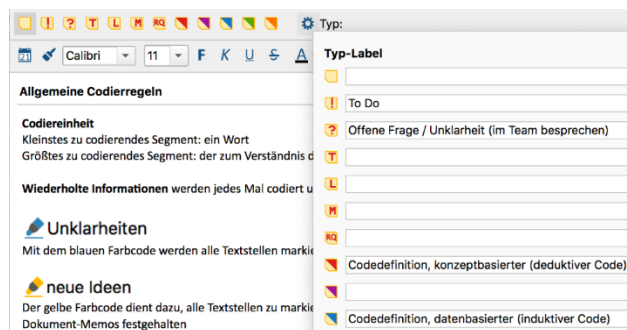 ! ? T L M RQ Typ:
21 Calibri 11 F K U S A
Allgemeine Codierregeln
Codiereinheit
Kleinstes zu codierendes Segment: ein Wort
Größtes zu codierendes Segment: der zum Verständnis
Wiederholte Informationen werden jedes Mal codiert
Unklarheiten
Mit dem blauen Farbcode werden alle Textstellen
neue Ideen
Der gelbe Farbcode dient dazu, alle Textstellen zu
Dokument-Memos festgehalten
Typ-Label
! To Do
? Offene Frage / Unklarheit (im Team besprechen)
T
L
M
RQ
Codedefinition, konzeptbasierter (deduktiver Code)
Codedefinition, datenbasierter (induktiver Code)